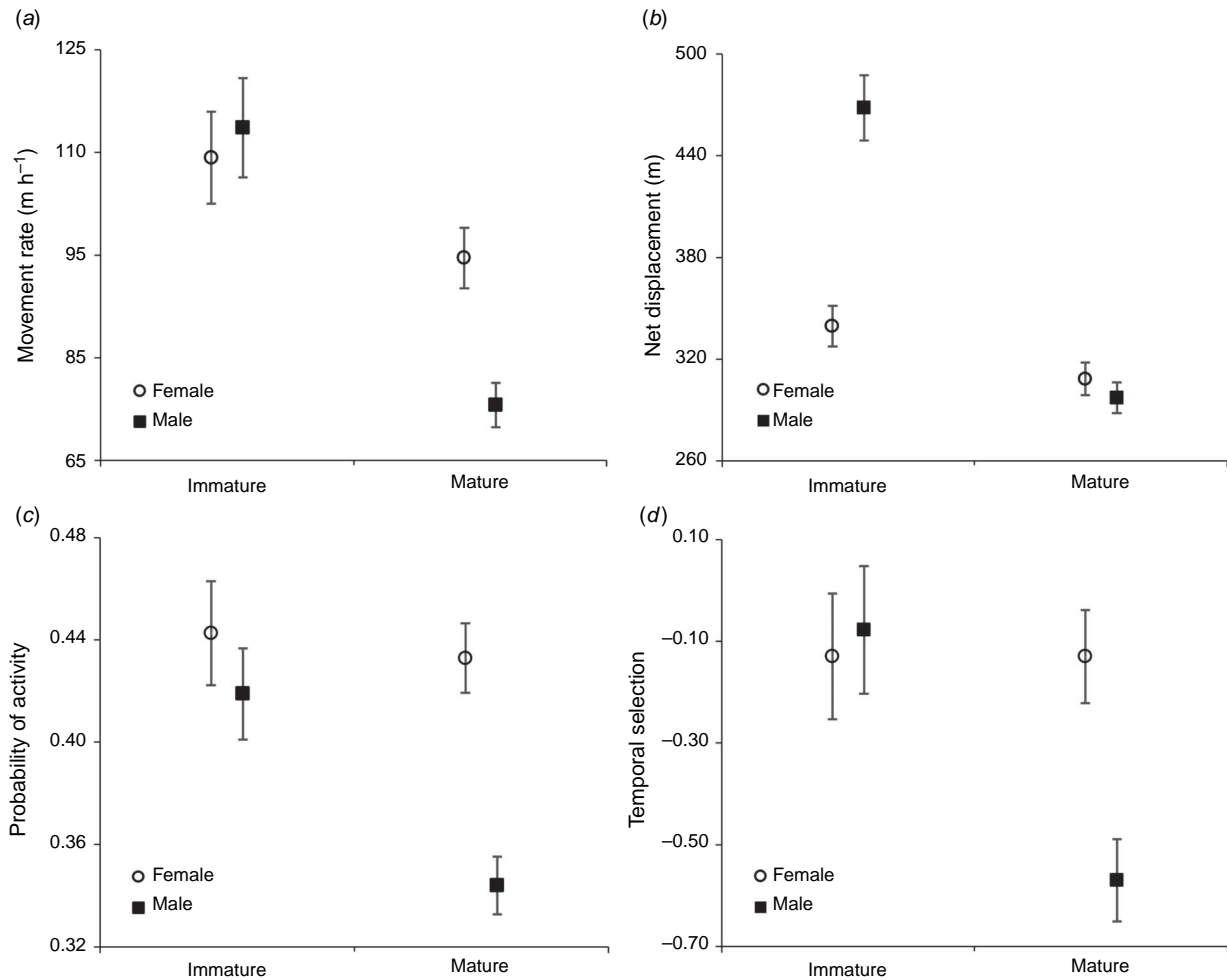 (a)
125
110
95
85
65
Movement rate (m h⁻¹)
Female
Male
Immature Mature
(b)
500
440
380
320
260
Net displacement (m)
Female
Male
Immature Mature
(c)
0.48
0.44
0.40
0.36
0.32
Probability of activity
Female
Male
Immature Mature
(d)
0.10
–0.10
–0.30
–0.50
–0.70
Temporal selection
Female
Male
Immature Mature